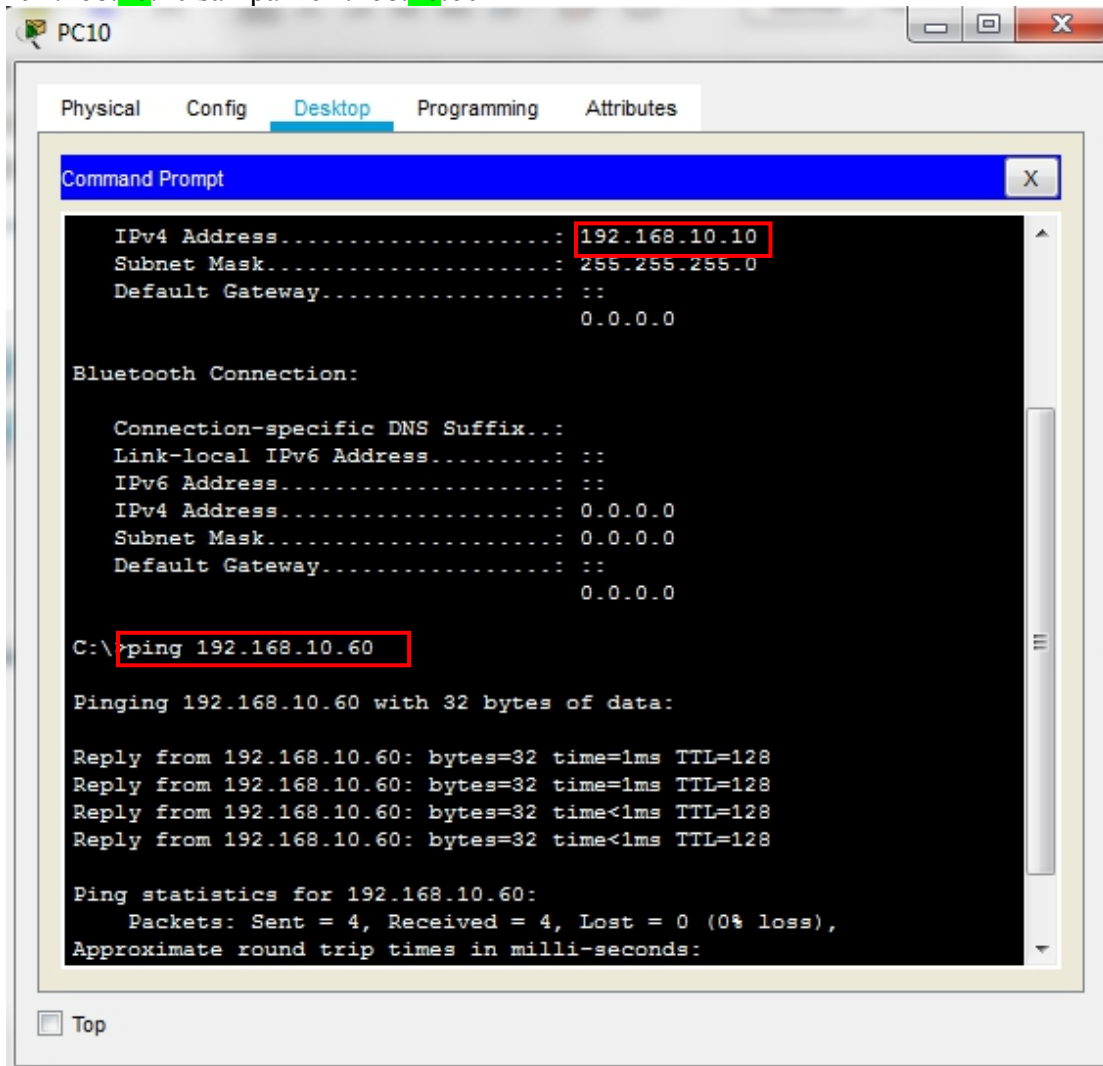 PC10
X
Physical Config Desktop Programming Attributes
Command Prompt X
IPv4 Address.....................: 192.168.10.10
Subnet Mask......................: 255.255.255.0
Default Gateway..................: ::
0.0.0.0
Bluetooth Connection:
Connection-specific DNS Suffix..:
Link-local IPv6 Address.........: ::
IPv6 Address.....................: ::
IPv4 Address.....................: 0.0.0.0
Subnet Mask......................: 0.0.0.0
Default Gateway..................: ::
0.0.0.0
C:\>ping 192.168.10.60
Pinging 192.168.10.60 with 32 bytes of data:
Reply from 192.168.10.60: bytes=32 time=1ms TTL=128
Reply from 192.168.10.60: bytes=32 time=1ms TTL=128
Reply from 192.168.10.60: bytes=32 time<1ms TTL=128
Reply from 192.168.10.60: bytes=32 time<1ms TTL=128
Ping statistics for 192.168.10.60:
Packets: Sent = 4, Received = 4, Lost = 0 (0% loss),
Approximate round trip times in milli-seconds:
Top